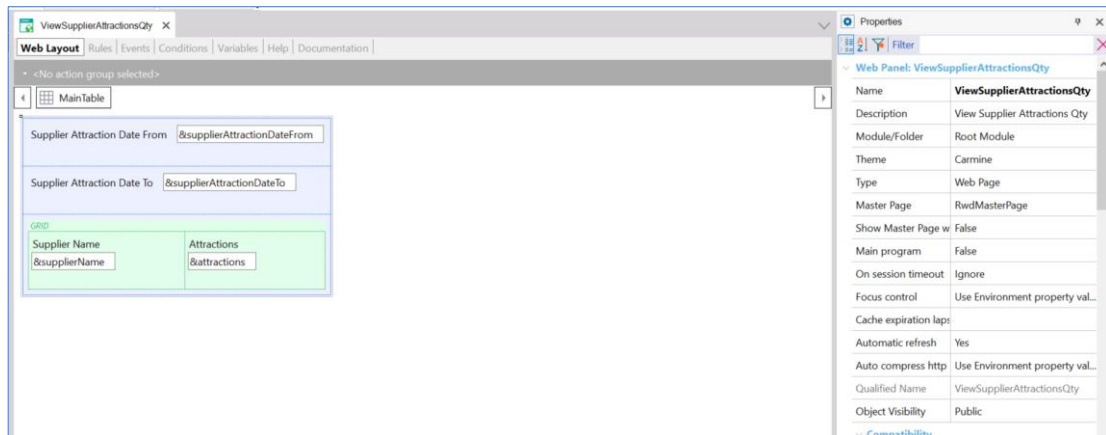 ViewSupplierAttractionsQty
Web Layout | Rules | Events | Conditions | Variables | Help | Documentation |
<No action group selected>
MainTable
Supplier Attraction Date From &supplierAttractionDateFrom
Supplier Attraction Date To &supplierAttractionDateTo
GRID
Supplier Name Attractions
&supplierName &attractions
Properties
Filter
Web Panel: ViewSupplierAttractionsQty
Name ViewSupplierAttractionsQty
Description View Supplier Attractions Qty
Module/Folder Root Module
Theme Carmine
Type Web Page
Master Page RwdMasterPage
Show Master Page w False
Main program False
On session timeout Ignore
Focus control Use Environment property val...
Cache expiration laps
Automatic refresh Yes
Auto compress http Use Environment property val...
Qualified Name ViewSupplierAttractionsQty
Object Visibility Public
Compatibility